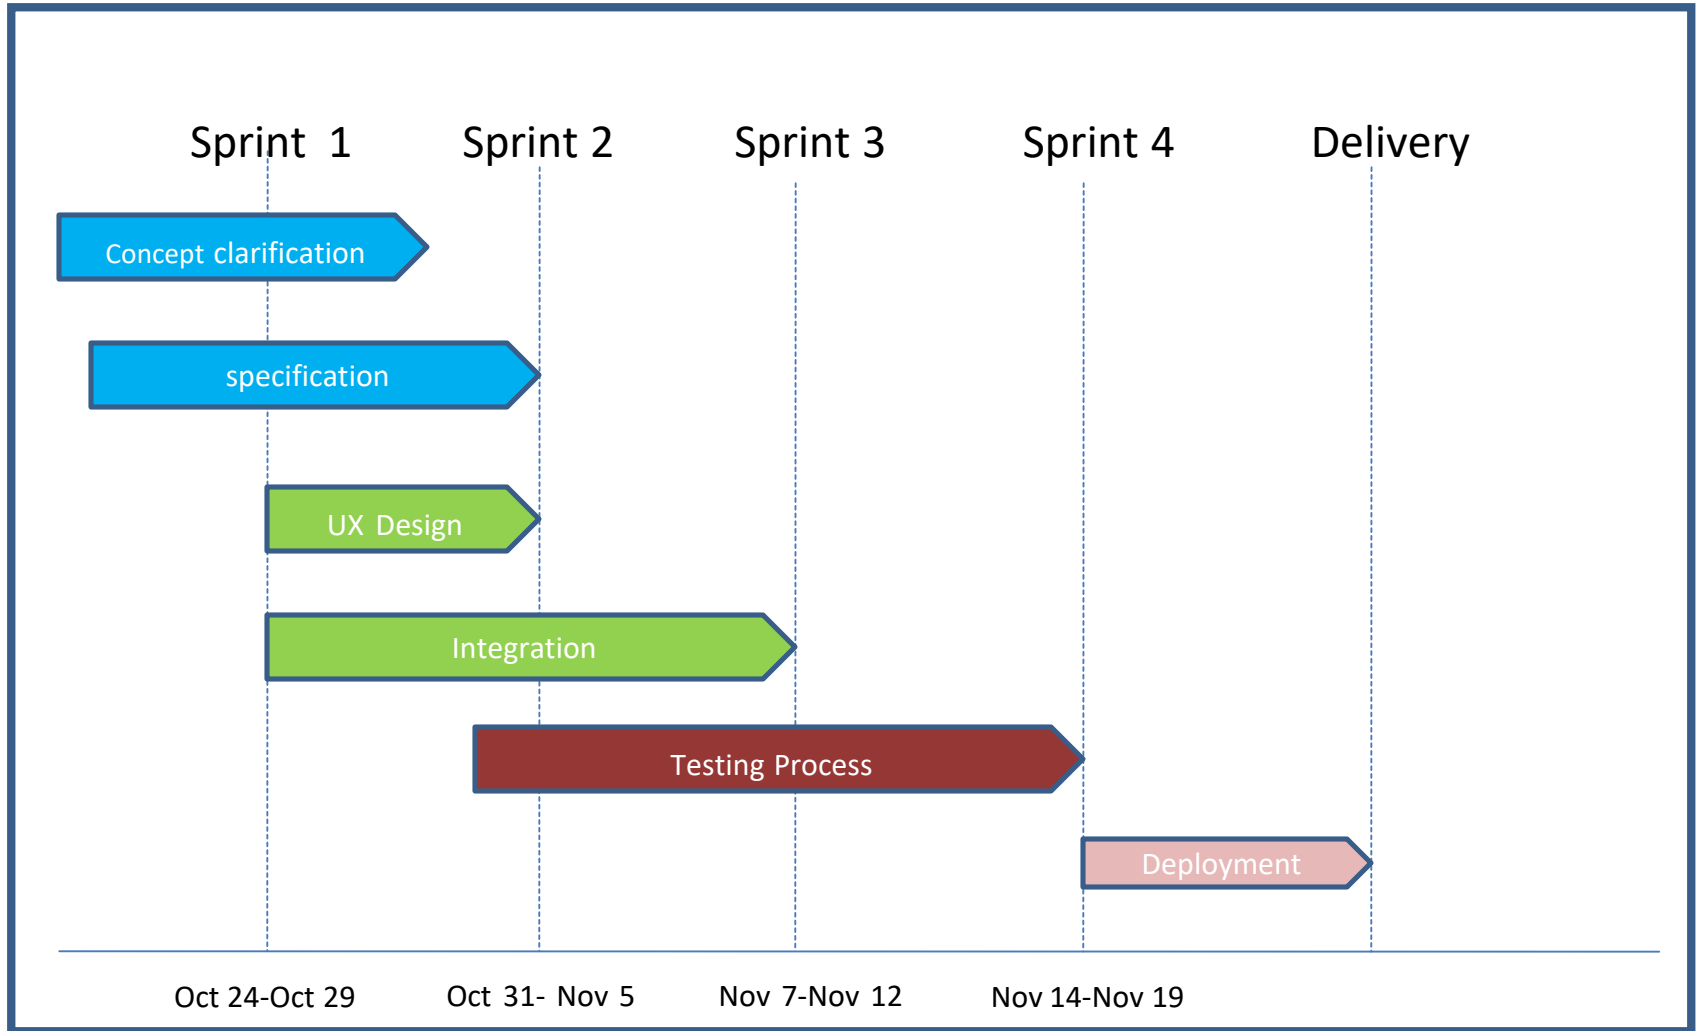 Sprint 1 Sprint 2 Sprint 3 Sprint 4 Delivery
Concept clarification
specification
UX Design
Integration
Testing Process
Deployment
Oct 24-Oct 29 Oct 31- Nov 5 Nov 7-Nov 12 Nov 14-Nov 19